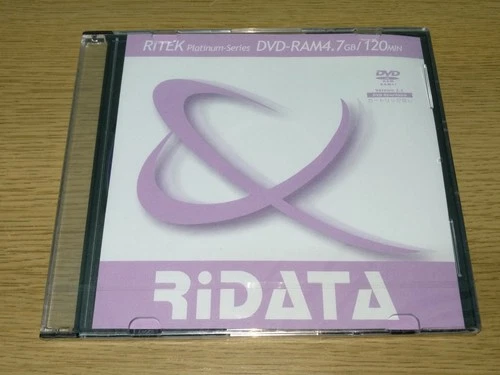 RiTEK Platinum-Series DVD-RAM4.7GB/120MIN
DVD
RiDATA